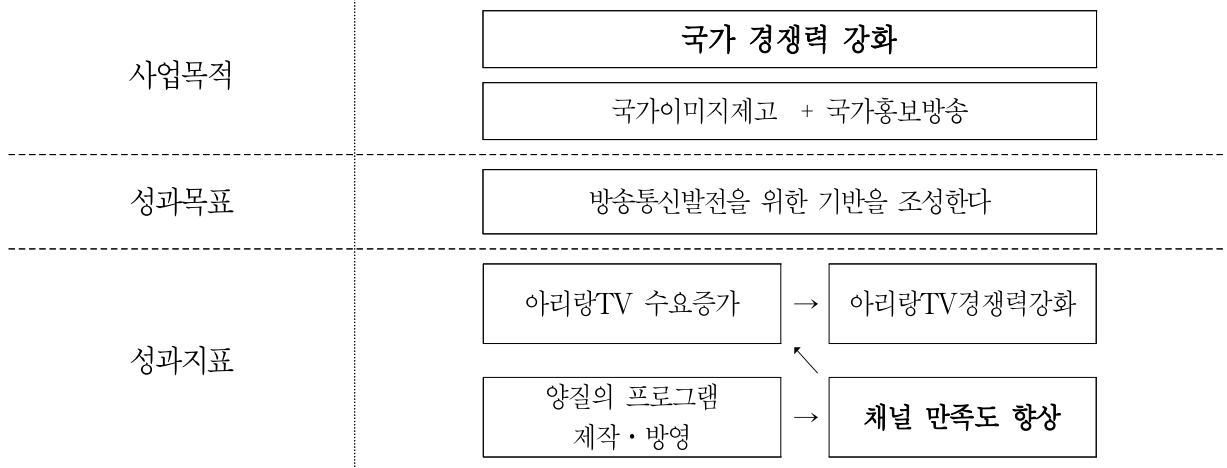 사업목적
국가 경쟁력 강화
국가이미지제고 + 국가홍보방송
성과목표
방송통신발전을 위한 기반을 조성한다
성과지표
아리랑TV 수요증가 → 아리랑TV경쟁력강화
양질의 프로그램
제작・방영
→ 채널 만족도 향상